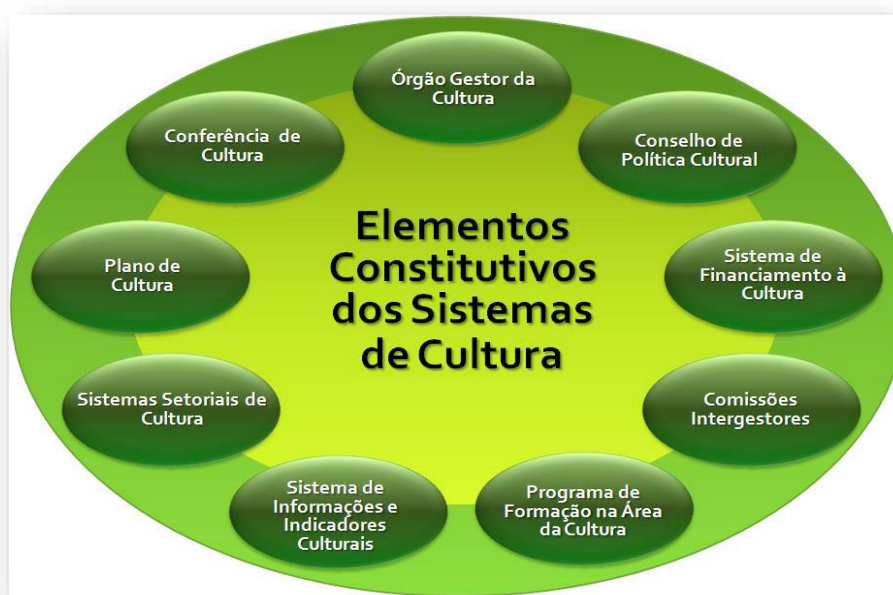 Órgão Gestor da
Cultura
Conferência de
Cultura
Conselho de
Política Cultural
Elementos
Constitutivos
dos Sistemas
de Cultura
Plano de
Cultura
Sistema de
Financiamento à
Cultura
Sistemas Setoriais de
Cultura
Comissões
Intergestores
Sistema de
Informações e
Indicadores
Culturais
Programa de
Formação na Área
da Cultura